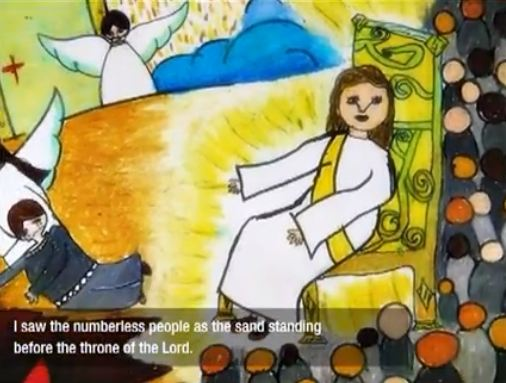 I saw the numberless people as the sand standing
before the throne of the Lord.